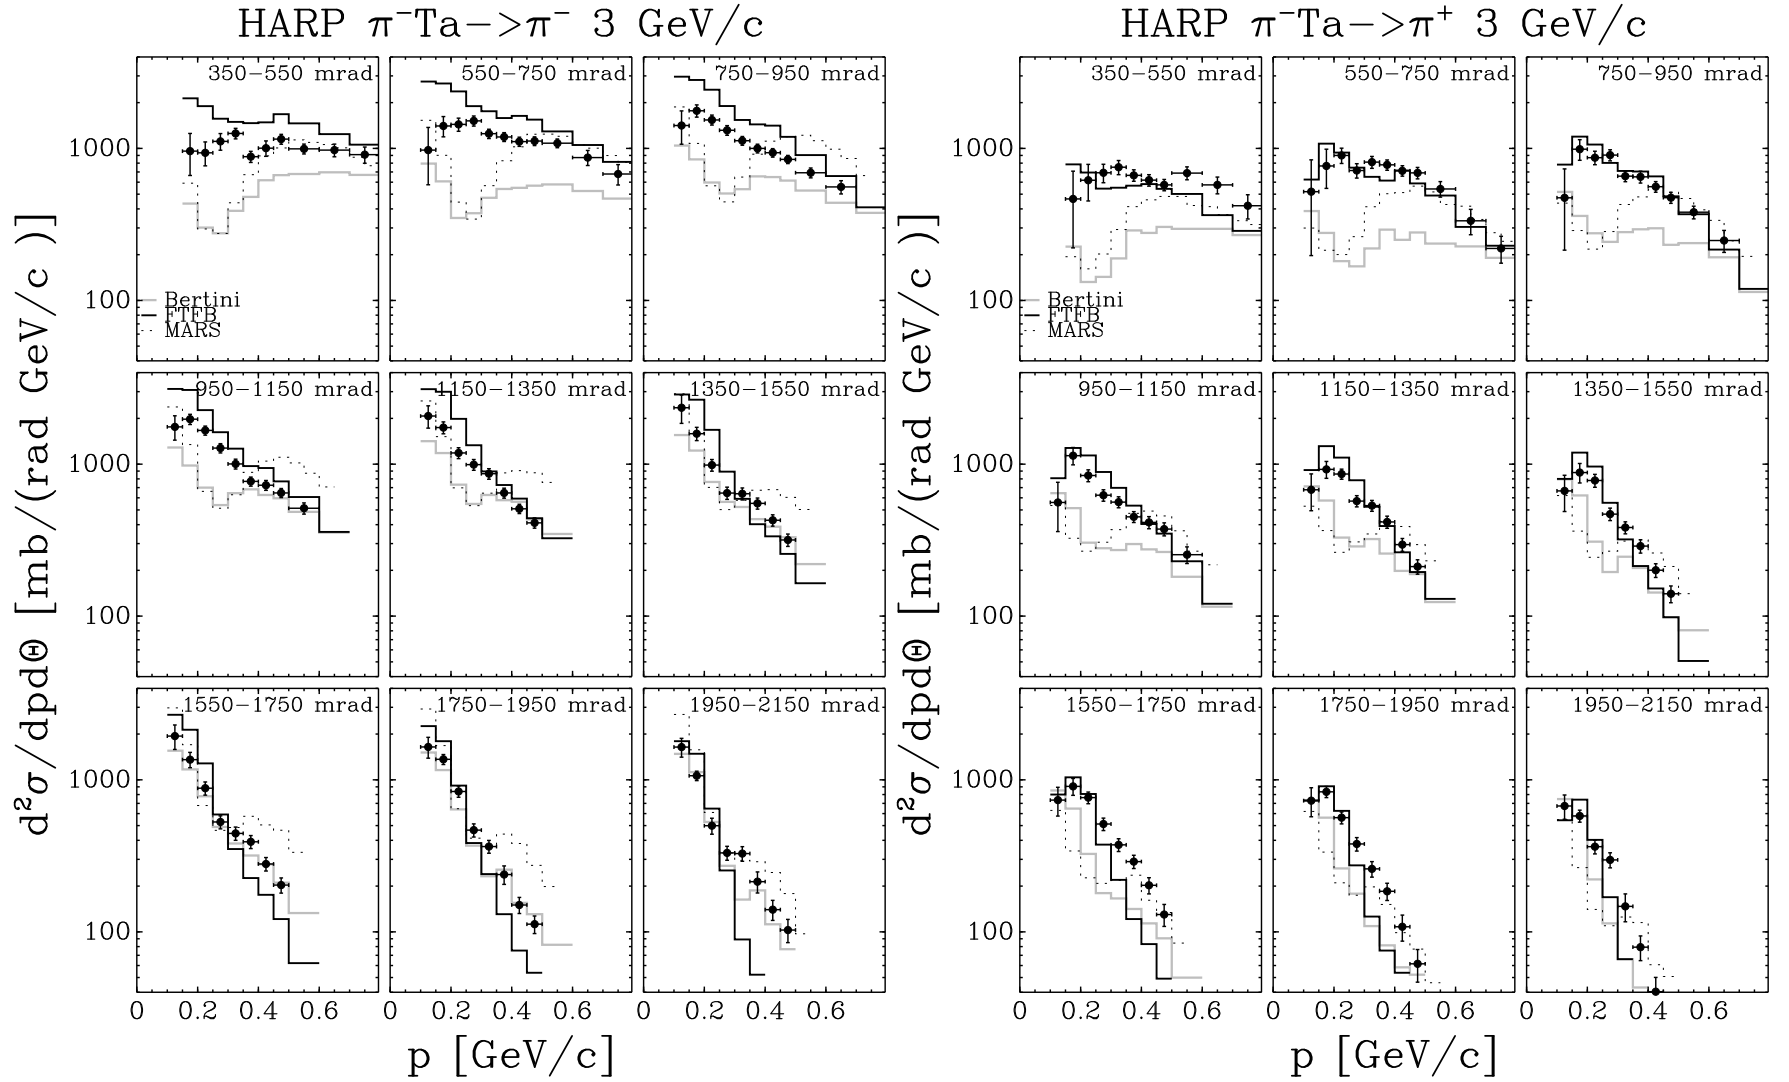 HARP π⁻Ta−>π⁻ 3 GeV/c
HARP π⁻Ta−>π⁺ 3 GeV/c
d²σ/dpdΘ [mb/(rad GeV/c )]
350−550 mrad
550−750 mrad
750−950 mrad
1000
100
Bertini
FTFB
MARS
950−1150 mrad
1150−1350 mrad
1350−1550 mrad
1000
100
1550−1750 mrad
1750−1950 mrad
1950−2150 mrad
1000
100
0 0.2 0.4 0.6
0 0.2 0.4 0.6
0 0.2 0.4 0.6
p [GeV/c]
d²σ/dpdΘ [mb/(rad GeV/c )]
350−550 mrad
550−750 mrad
750−950 mrad
1000
100
Bertini
FTFB
MARS
950−1150 mrad
1150−1350 mrad
1350−1550 mrad
1000
100
1550−1750 mrad
1750−1950 mrad
1950−2150 mrad
1000
100
0 0.2 0.4 0.6
0 0.2 0.4 0.6
0 0.2 0.4 0.6
p [GeV/c]